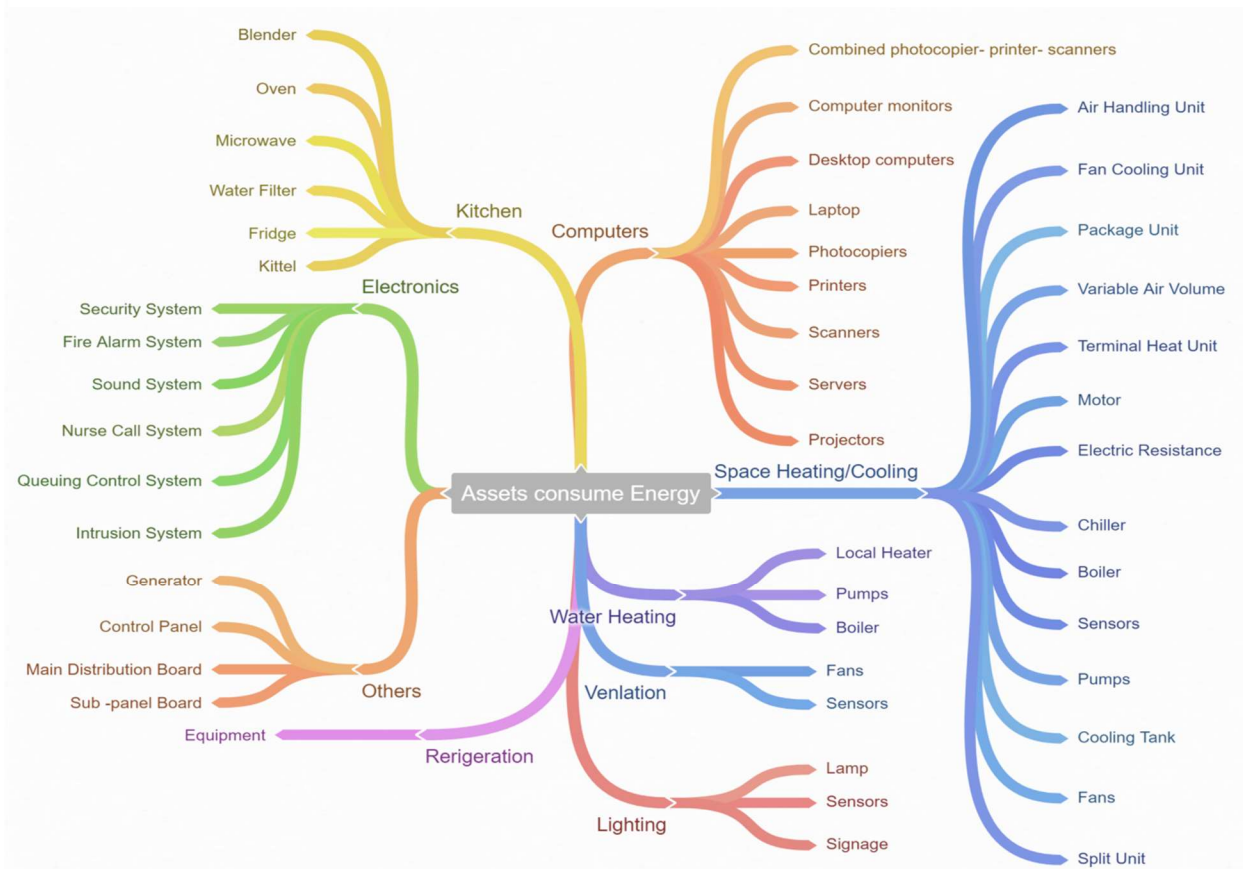 Assets consume Energy
Kitchen
Blender
Oven
Microwave
Water Filter
Fridge
Kittel
Electronics
Security System
Fire Alarm System
Sound System
Nurse Call System
Queuing Control System
Intrusion System
Others
Generator
Control Panel
Main Distribution Board
Sub -panel Board
Rerigeration
Equipment
Computers
Combined photocopier- printer- scanners
Computer monitors
Desktop computers
Laptop
Photocopiers
Printers
Scanners
Servers
Projectors
Space Heating/Cooling
Air Handling Unit
Fan Cooling Unit
Package Unit
Variable Air Volume
Terminal Heat Unit
Motor
Electric Resistance
Chiller
Boiler
Sensors
Pumps
Cooling Tank
Fans
Split Unit
Water Heating
Local Heater
Pumps
Boiler
Venlation
Fans
Sensors
Lighting
Lamp
Sensors
Signage